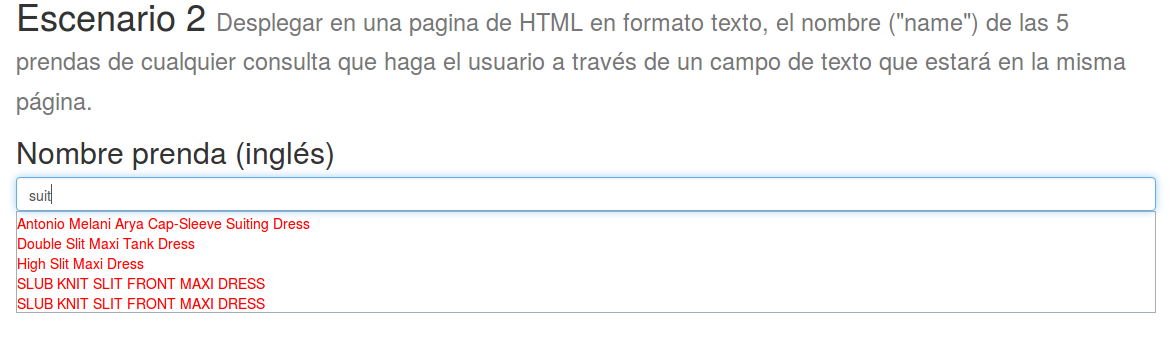 Escenario 2 Desplegar en una pagina de HTML en formato texto, el nombre ("name") de las 5
prendas de cualquier consulta que haga el usuario a través de un campo de texto que estará en la misma
página.
Nombre prenda (inglés)
suit
Antonio Melani Arya Cap-Sleeve Suiting Dress
Double Slit Maxi Tank Dress
High Slit Maxi Dress
SLUB KNIT SLIT FRONT MAXI DRESS
SLUB KNIT SLIT FRONT MAXI DRESS